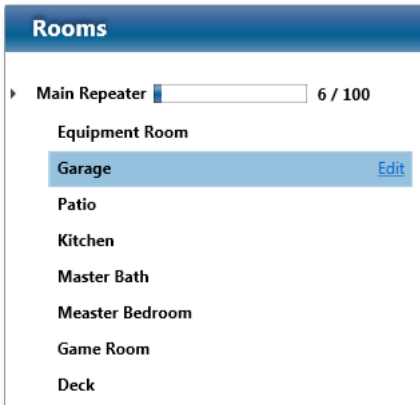 Rooms
Main Repeater 6 / 100
Equipment Room
Garage Edit
Patio
Kitchen
Master Bath
Measter Bedroom
Game Room
Deck